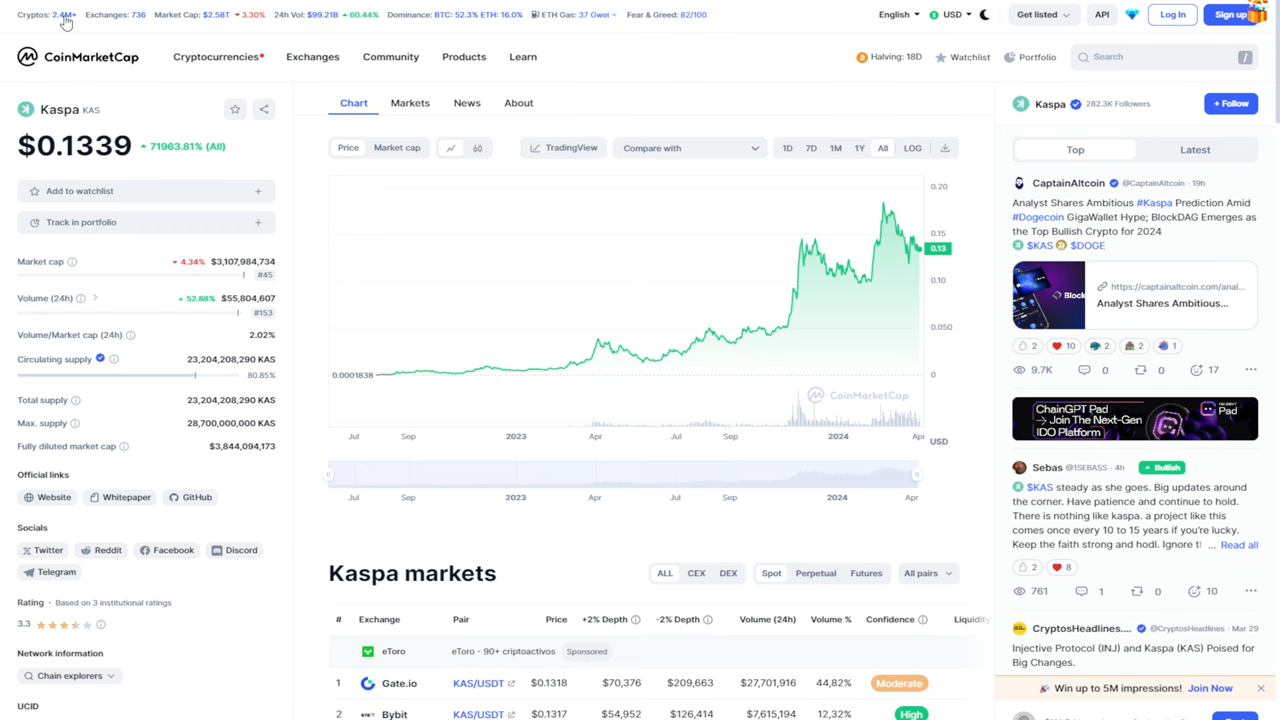 Cryptos: 2.4M+ Exchanges: 736 Market Cap: $2.58T 3.30% 24h Vol: $99.21B 60.44% Dominance: BTC: 52.3% ETH: 16.0% ETH Gas: 37 Gwei Fear & Greed: 82/100
English USD Get listed API Log In Sign up
CoinMarketCap Cryptocurrencies Exchanges Community Products Learn Halving: 18D Watchlist Portfolio Search /
Kaspa KAS
$0.1339 71963.81% (All)
Add to watchlist +
Track in portfolio +
Market cap 4.34% $3,107,984,734
#45
Volume (24h) 52.88% $55,804,607
#153
Volume/Market cap (24h) 2.02%
Circulating supply 23,204,208,290 KAS
80.85%
Total supply 23,204,208,290 KAS
Max. supply 28,700,000,000 KAS
Fully diluted market cap $3,844,094,173
Official links
Website Whitepaper GitHub
Socials
Twitter Reddit Facebook Discord
Telegram
Rating · Based on 3 institutional ratings
3.3
Network information
Chain explorers
UCID
Chart Markets News About
Price Market cap TradingView Compare with 1D 7D 1M 1Y All LOG
0.20
0.15
0.13
0.10
0.050
0
0.0001838
CoinMarketCap
Jul Sep 2023 Apr Jul Sep 2024 Apr USD
Jul Sep 2023 Apr Jul Sep 2024 Apr
Kaspa markets ALL CEX DEX Spot Perpetual Futures All pairs
# Exchange Pair Price +2% Depth -2% Depth Volume (24h) Volume % Confidence Liquidity
eToro eToro - 90+ criptoactivos Sponsored
1 Gate.io KAS/USDT $0.1318 $70,376 $209,663 $27,701,916 44,82% Moderate
2 BYBIT Bybit KAS/USDT $0.1317 $54,952 $126,414 $7,615,194 12,32% High
Kaspa 282.3K Followers + Follow
Top Latest
CaptainAltcoin @CaptainAltcoin · 19h
Analyst Shares Ambitious #Kaspa Prediction Amid
#Dogecoin GigaWallet Hype; BlockDAG Emerges as
the Top Bullish Crypto for 2024
$KAS $DOGE
Block
https://captainaltcoin.com/anal...
Analyst Shares Ambitious...
2 10 2 2 1
9.7K 0 0 17
ChainGPT Pad
→ Join The Next-Gen
IDO Platform
Pad
Sebas @1SEBASS · 4h Bullish
$KAS steady as she goes. Big updates around
the corner. Have patience and continue to hold.
There is nothing like kaspa. a project like this
comes once every 10 to 15 years if you're lucky.
Keep the faith strong and hodl. Ignore t ... Read all
2 8
761 1 0 10
CryptosHeadlines.... @CryptosHeadlines · Mar 29
Injective Protocol (INJ) and Kaspa (KAS) Poised for
Big Changes.
Win up to 5M impressions! Join Now